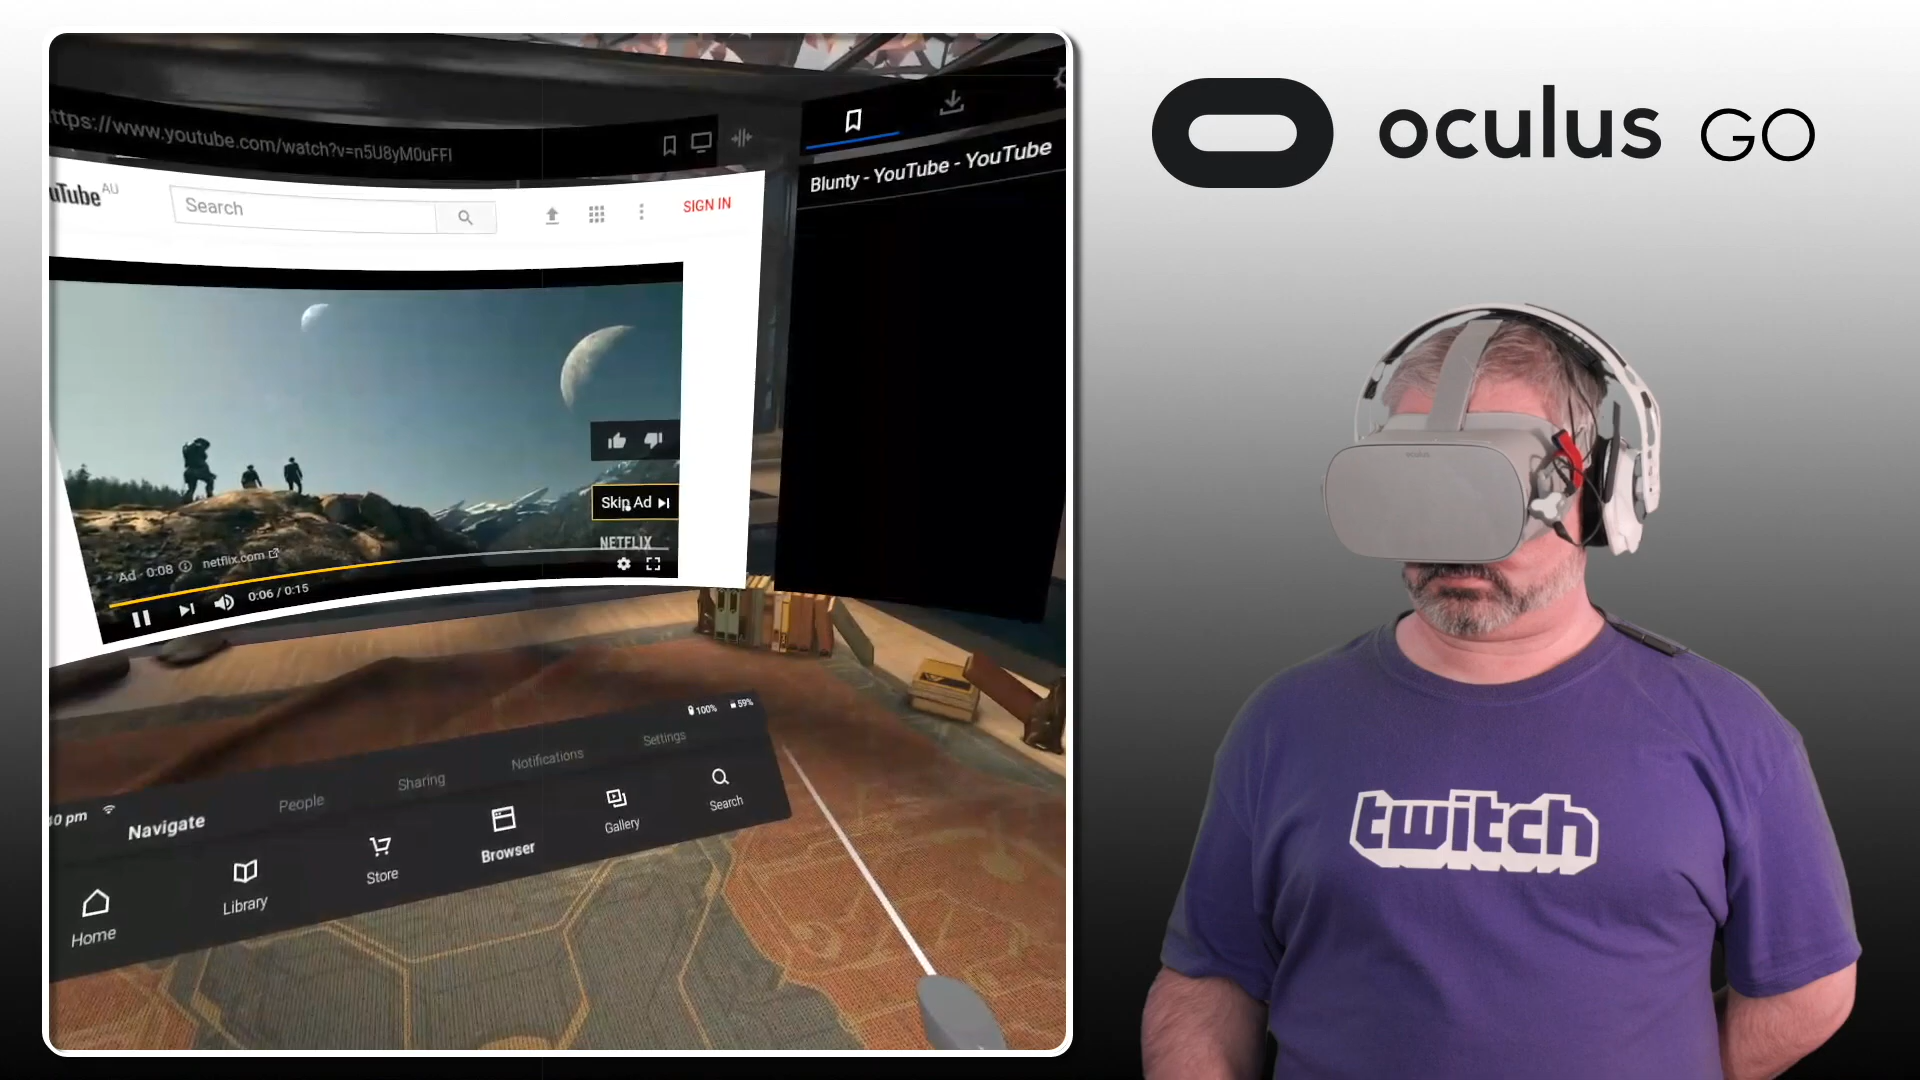 ttps://www.youtube.com/watch?v=n5U8yM0uFFI
uTube AU
Search
SIGN IN
Blunty - YouTube - YouTube
Skip Ad
NETFLIX
Ad · 0:08
netflix.com
0:06 / 0:15
100%
59%
Navigate
People
Sharing
Notifications
Settings
Home
Library
Store
Browser
Gallery
Search
oculus GO
oculus
twitch